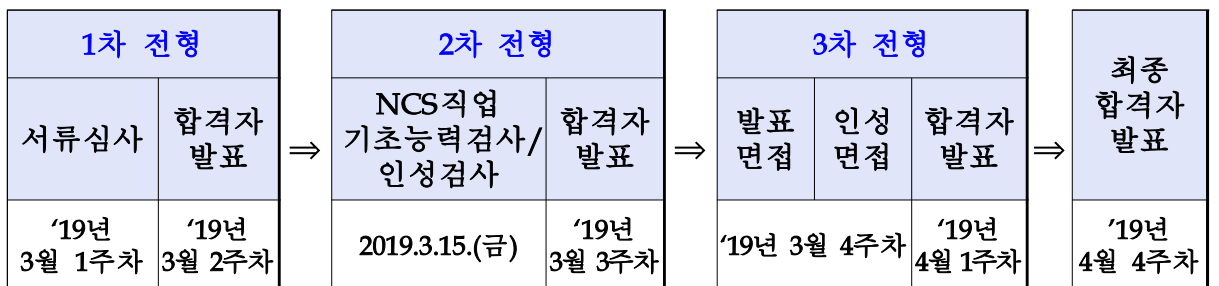 1차 전형
서류심사
합격자
발표
‘19년
3월 1주차
‘19년
3월 2주차
⇒
2차 전형
NCS직업
기초능력검사/
인성검사
합격자
발표
2019.3.15.(금)
‘19년
3월 3주차
⇒
3차 전형
발표
면접
인성
면접
합격자
발표
‘19년 3월 4주차
‘19년
4월 1주차
⇒
최종
합격자
발표
’19년
4월 4주차